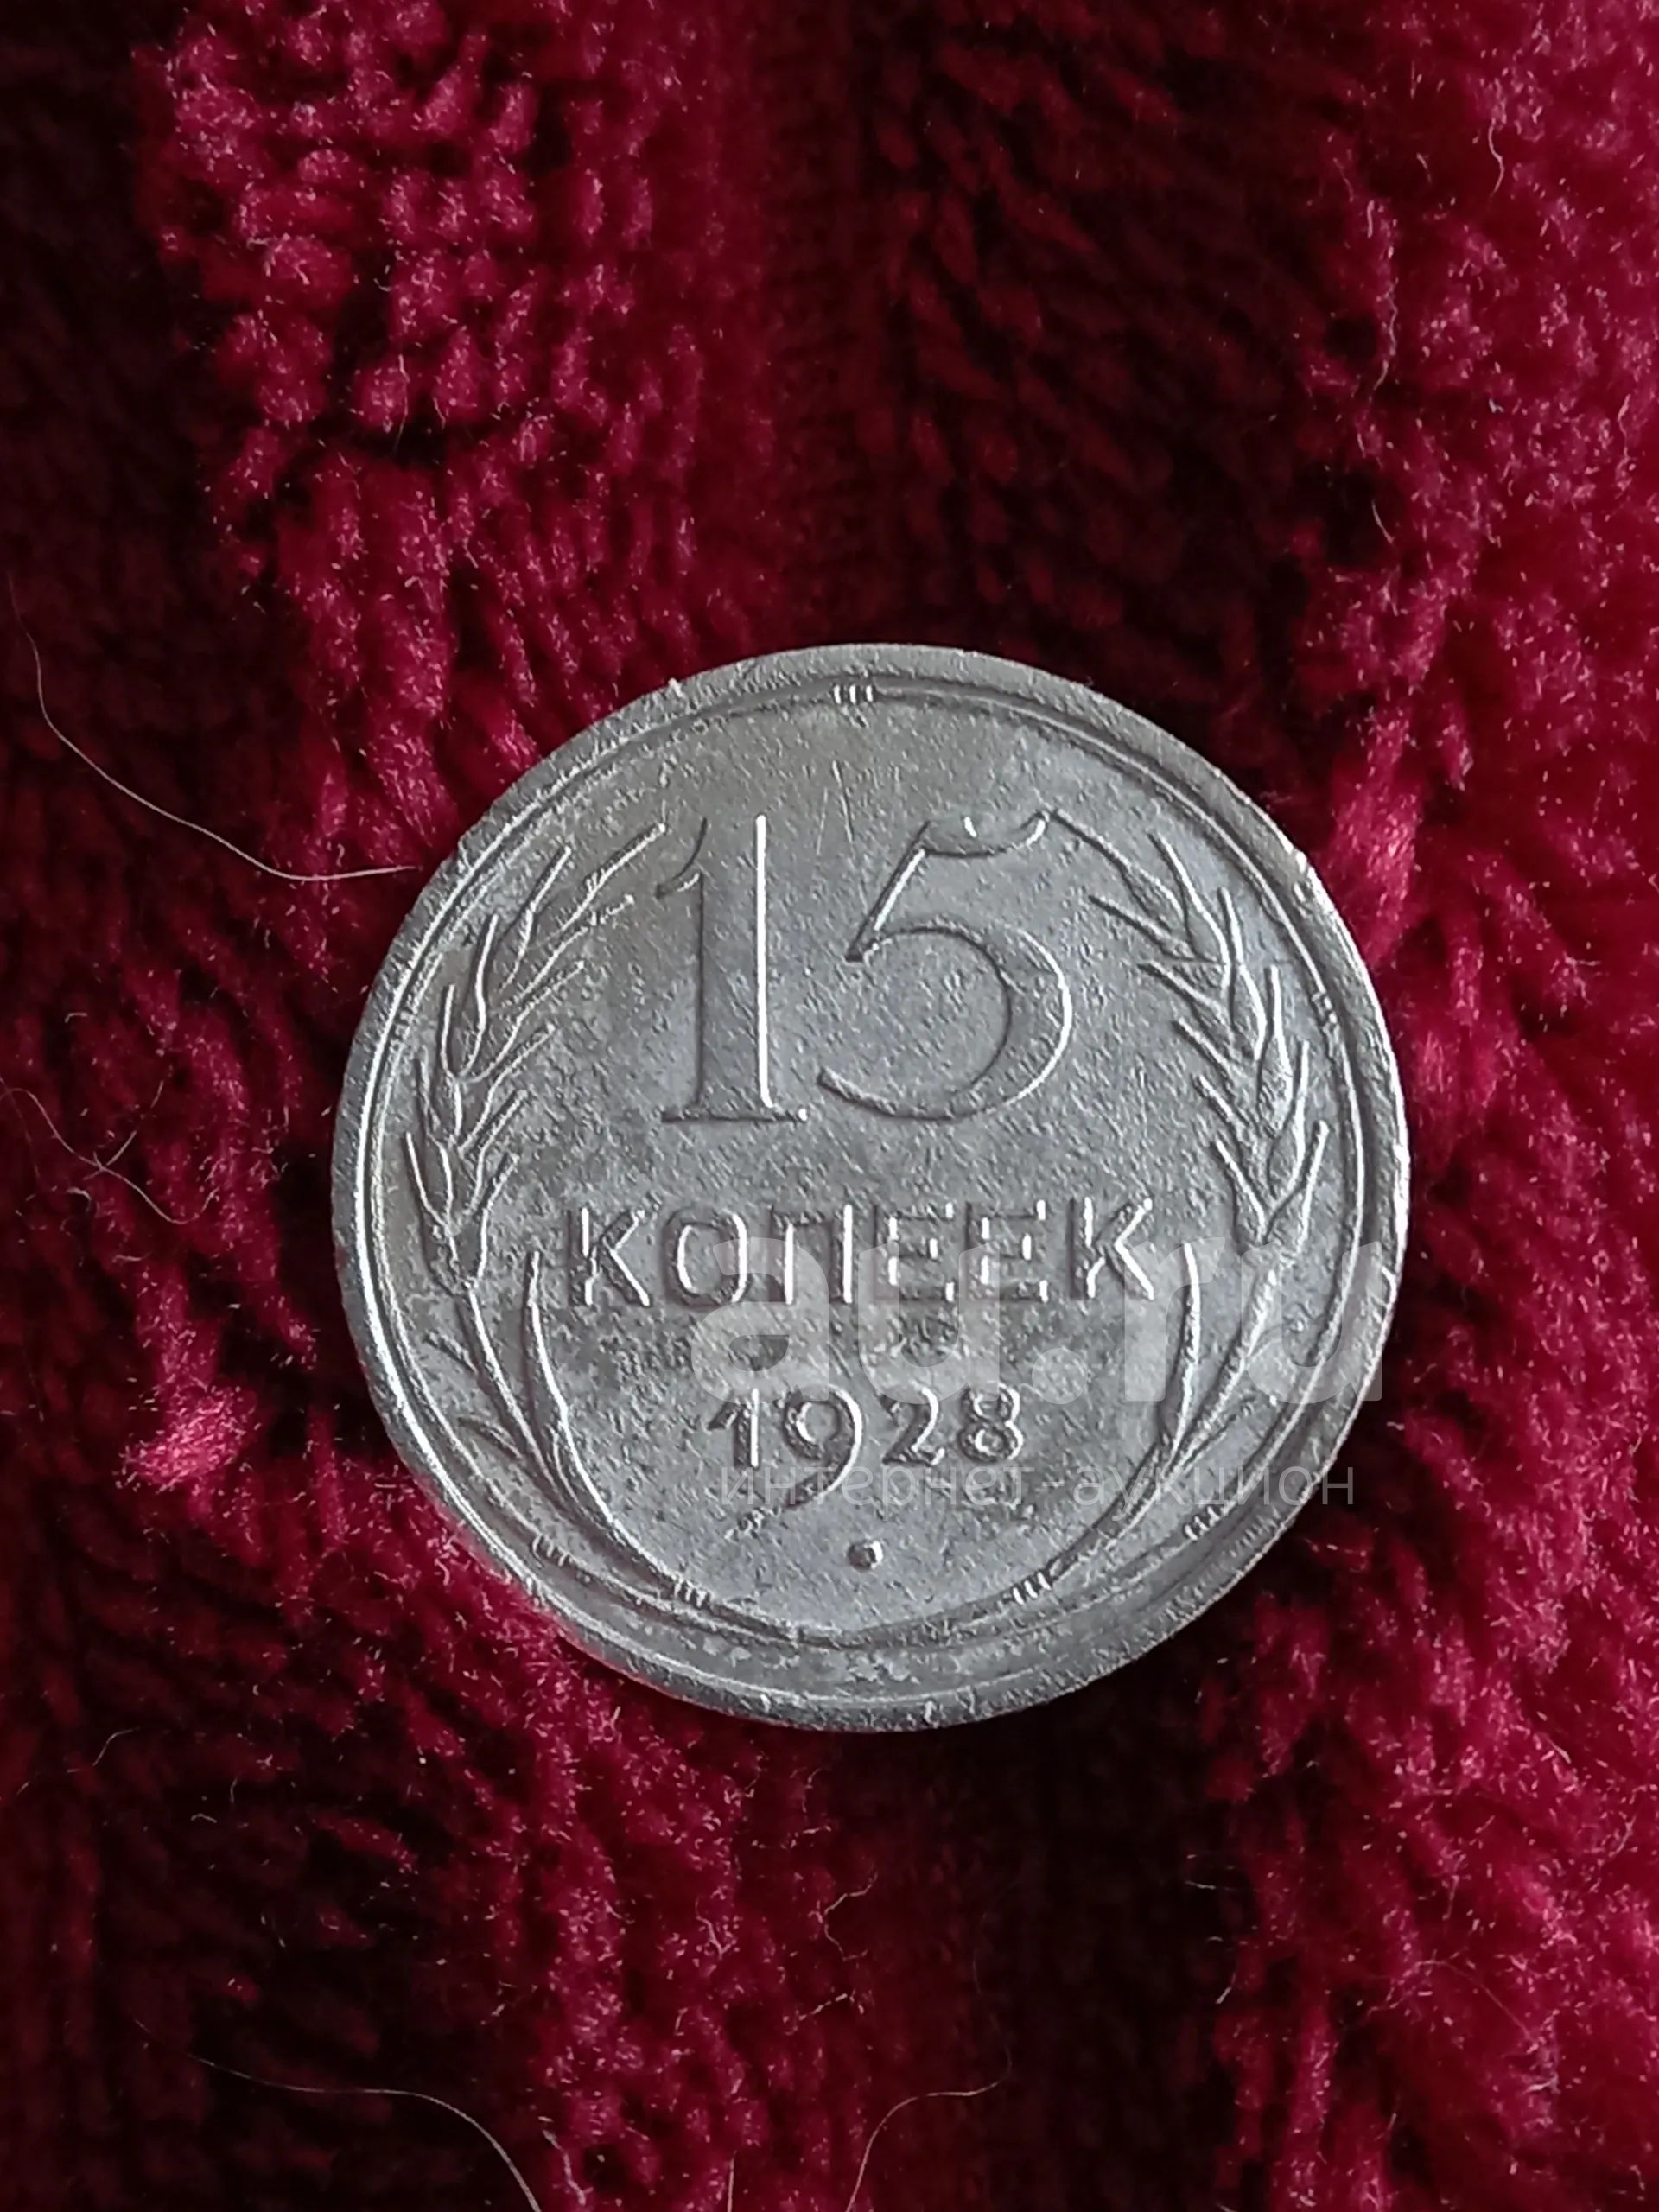 15
КОПЕЕК
au.ru
1928
интернет-аукцион